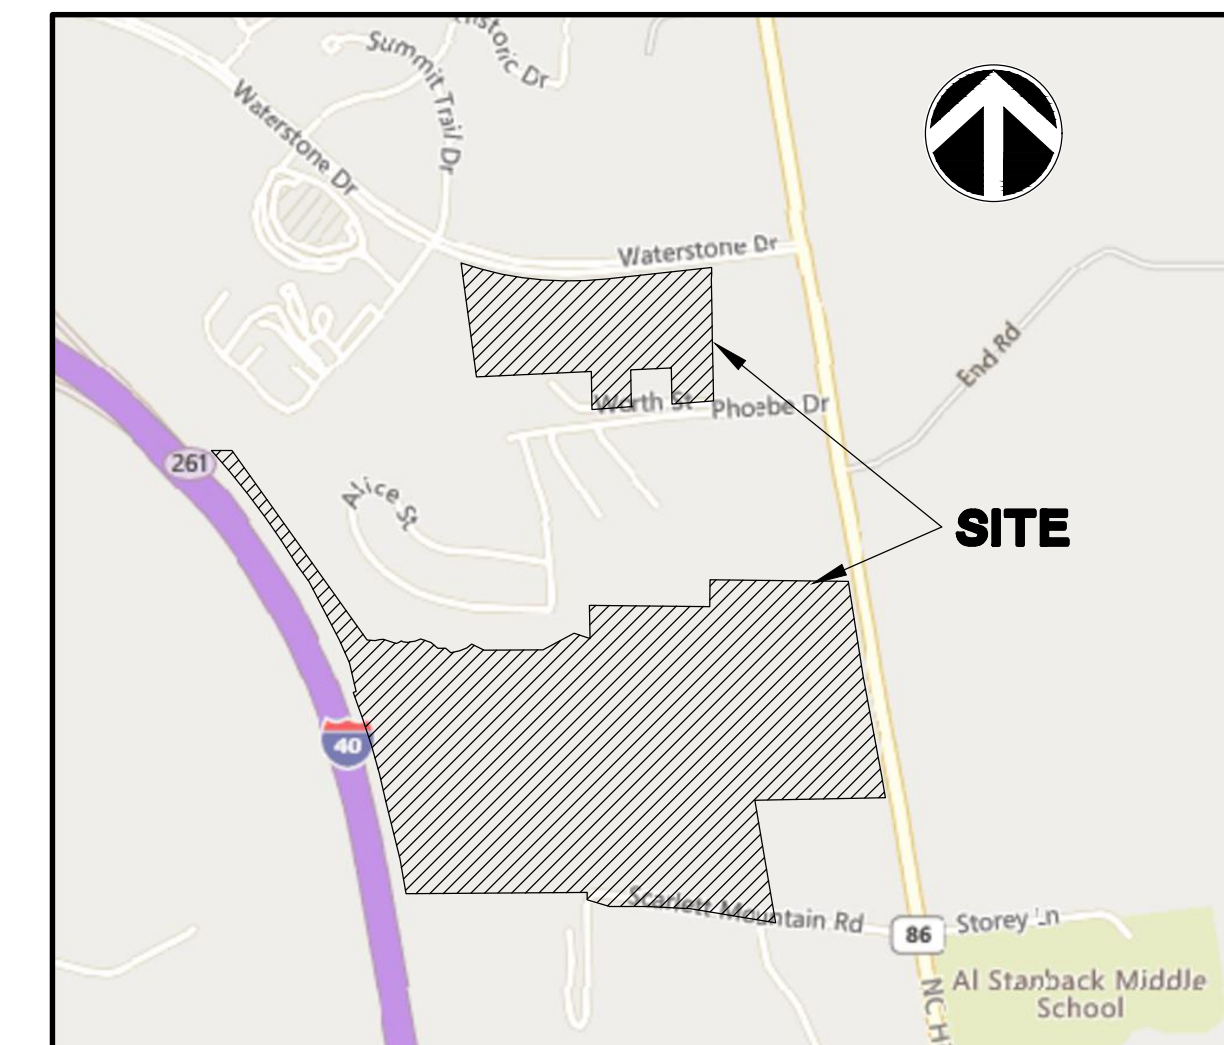 Historic Dr
Summit Trail Dr
Waterstone Dr
Waterstone Dr
End Rd
Worth St
Phoebe Dr
261
Alice St
SITE
40
Scarlett Mountain Rd
86
Storey Ln
Al Stanback Middle
School
NC H